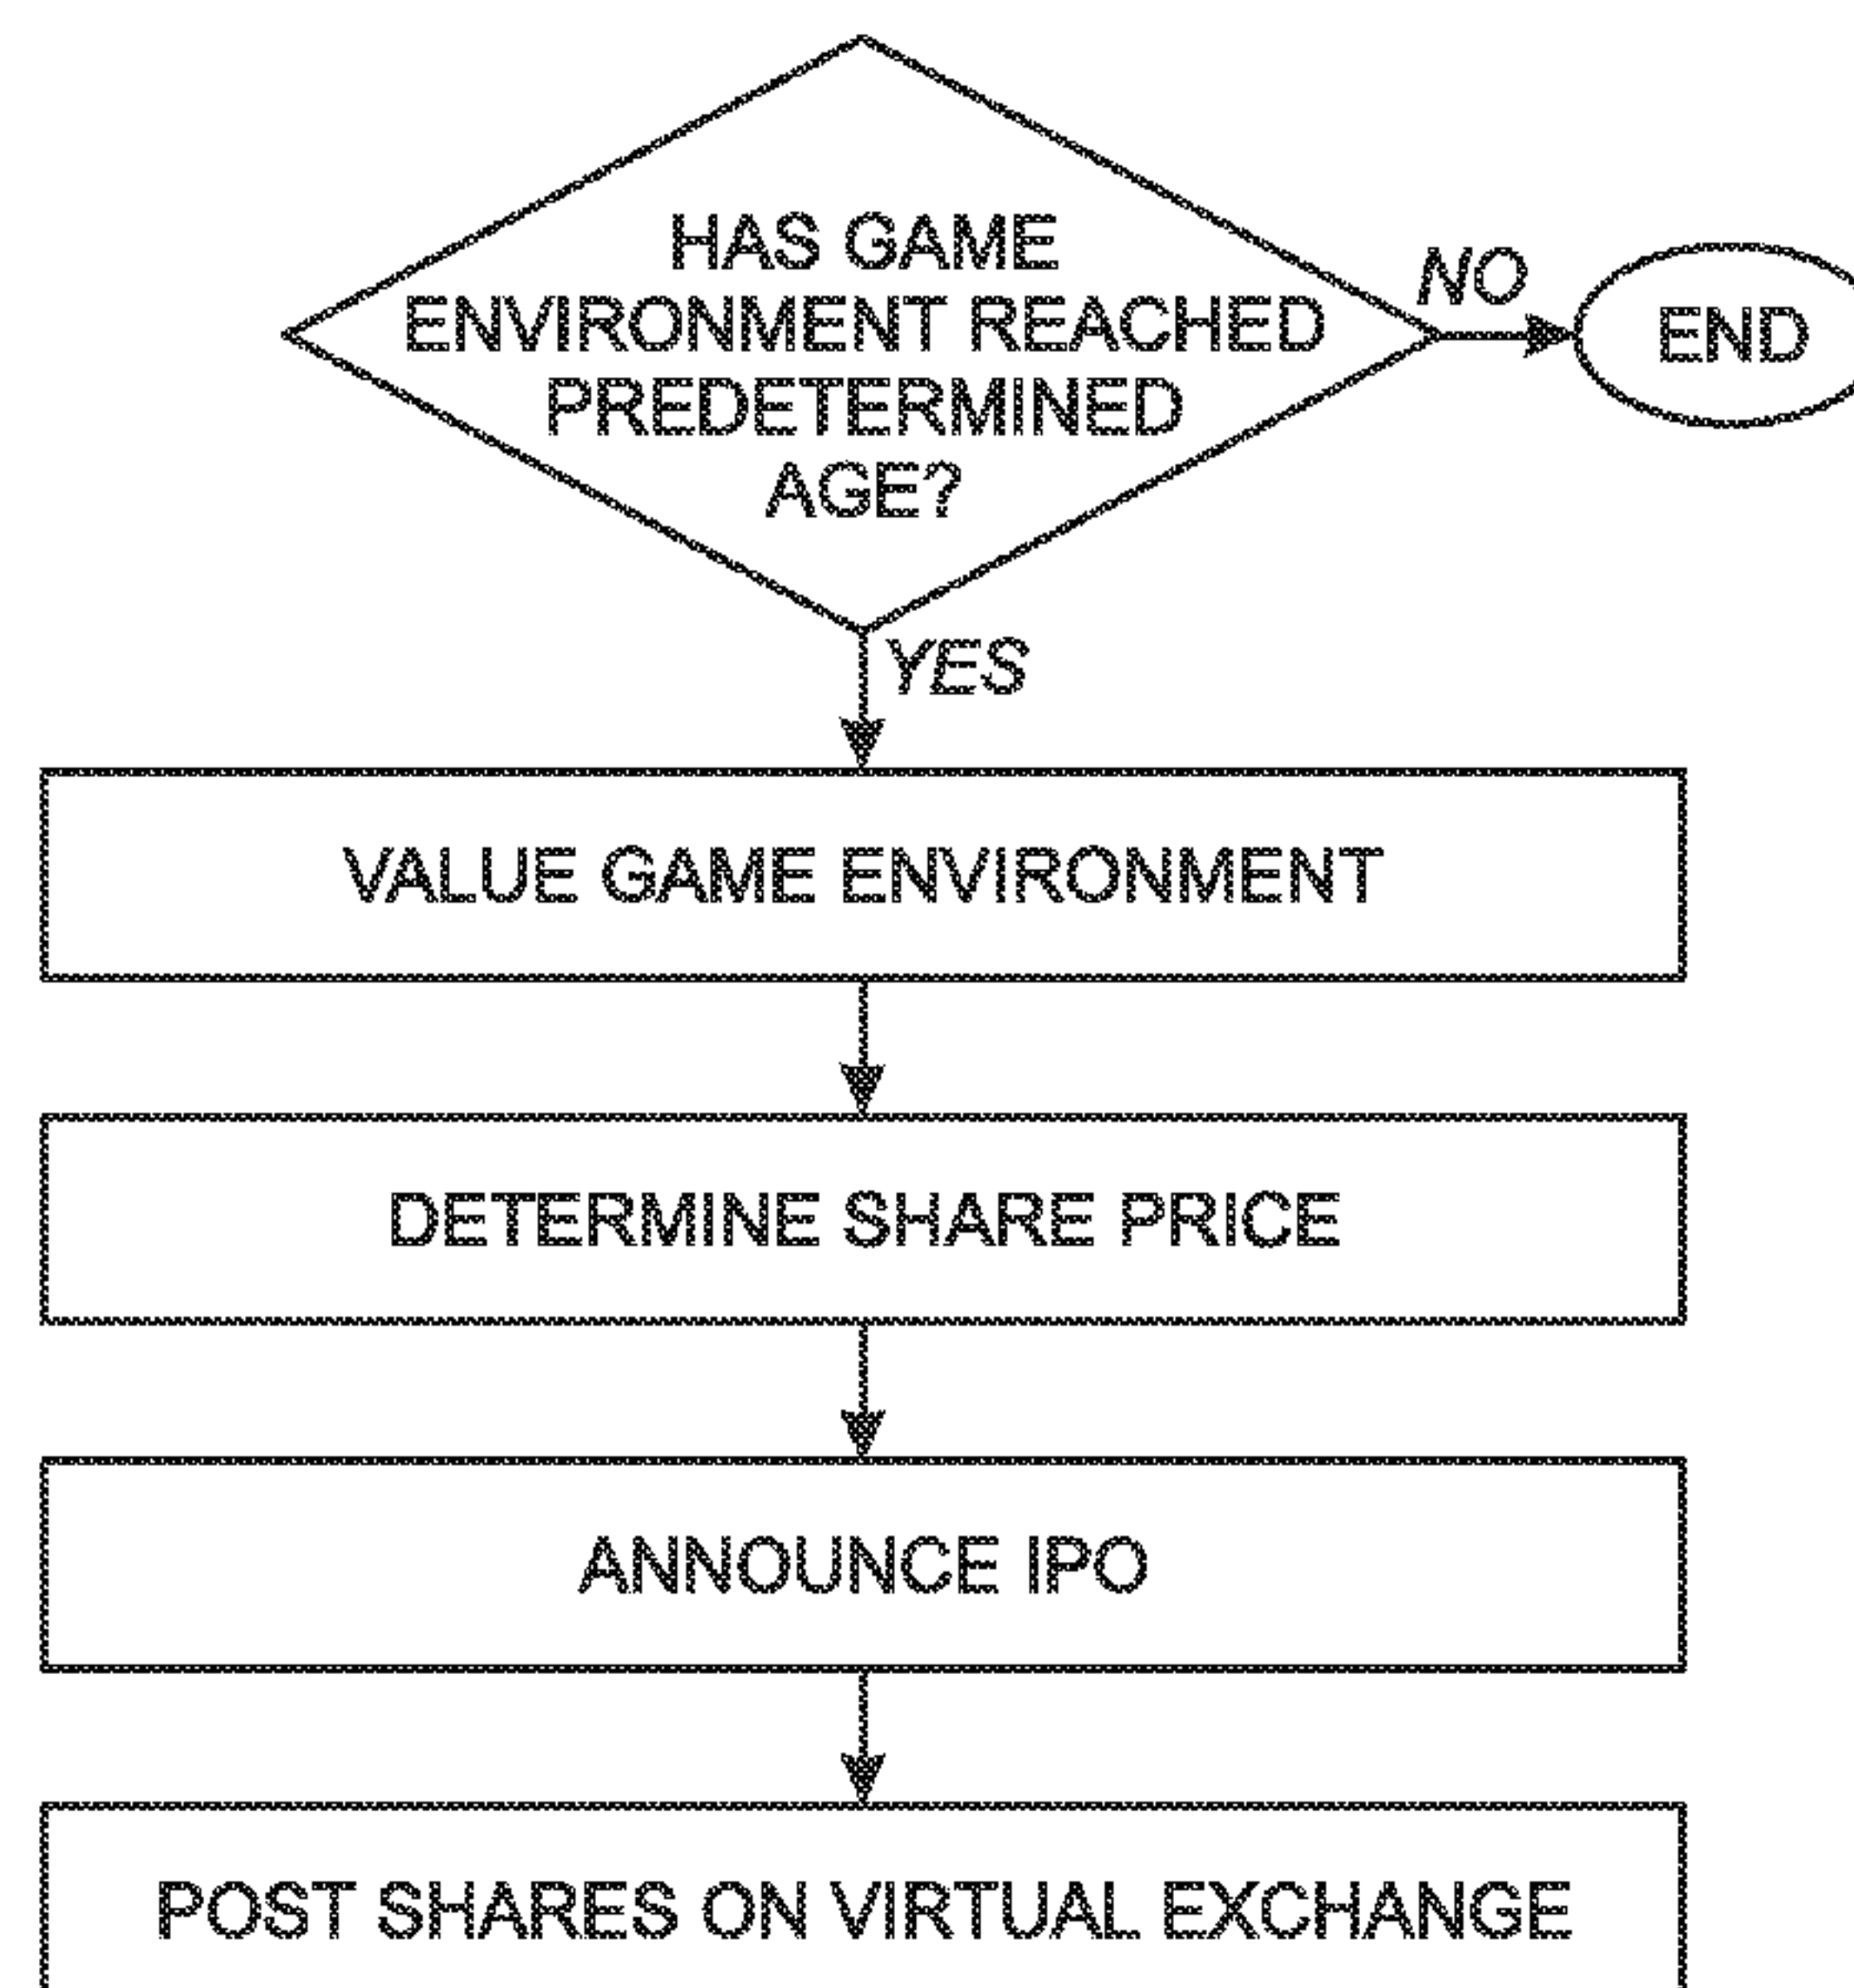 HAS GAME
ENVIRONMENT REACHED
PREDETERMINED
AGE?
NO
END
YES
VALUE GAME ENVIRONMENT
DETERMINE SHARE PRICE
ANNOUNCE IPO
POST SHARES ON VIRTUAL EXCHANGE